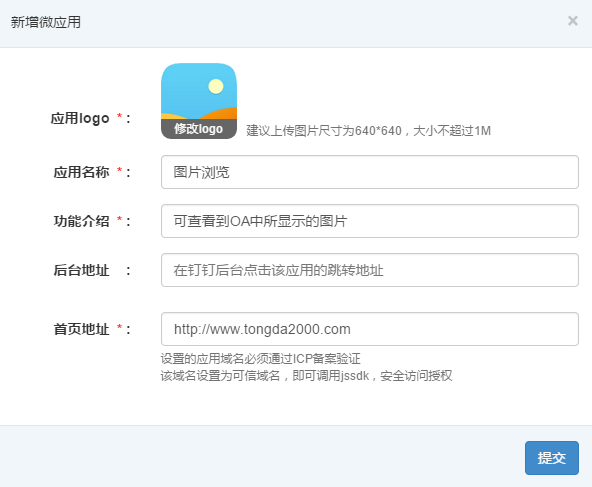 新增微应用 ×
应用logo *：
修改logo
建议上传图片尺寸为640*640，大小不超过1M
应用名称 *： 图片浏览
功能介绍 *： 可查看到OA中所显示的图片
后台地址 ： 在钉钉后台点击该应用的跳转地址
首页地址 *： http://www.tongda2000.com
设置的应用域名必须通过ICP备案验证
该域名设置为可信域名，即可调用jssdk，安全访问授权
提交